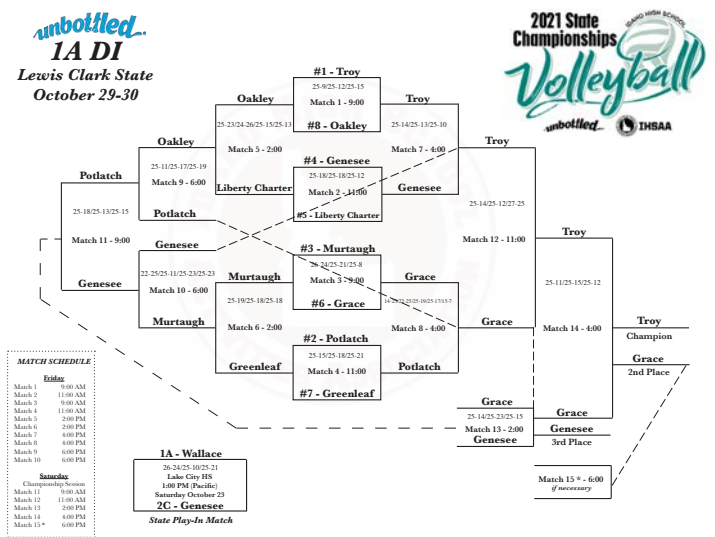 unbottled.
1A DI
Lewis Clark State
October 29-30
2021 State
Championships
IDAHO HIGH SCHOOL
Volleyball
unbottled. IHSAA
#1 - Troy
25-9/25-12/25-15
Match 1 - 9:00
#8 - Oakley
#4 - Genesee
25-18/25-18/25-12
Match 2 - 11:00
#5 - Liberty Charter
#3 - Murtaugh
26-24/25-21/25-8
Match 3 - 9:00
#6 - Grace
#2 - Potlatch
25-15/25-18/25-21
Match 4 - 11:00
#7 - Greenleaf
Oakley
25-23/24-26/25-15/25-13
Match 5 - 2:00
Liberty Charter
Murtaugh
25-19/25-18/25-18
Match 6 - 2:00
Greenleaf
Troy
25-14/25-13/25-10
Match 7 - 4:00
Genesee
Grace
Match 8 - 4:00
Potlatch
Oakley
25-11/25-17/25-19
Match 9 - 6:00
Potlatch
Genesee
22-25/25-11/25-23/25-23
Match 10 - 6:00
Murtaugh
Potlatch
25-18/25-13/25-15
Match 11 - 9:00
Genesee
Troy
25-14/25-12/27-25
Match 12 - 11:00
Grace
Grace
25-14/25-23/25-15
Match 13 - 2:00
Genesee
Troy
25-11/25-15/25-12
Match 14 - 4:00
Grace
Genesee
3rd Place
Troy
Champion
Grace
2nd Place
Match 15 * - 6:00
if necessary
MATCH SCHEDULE
Friday
Match 1 9:00 AM
Match 2 11:00 AM
Match 3 9:00 AM
Match 4 11:00 AM
Match 5 2:00 PM
Match 6 2:00 PM
Match 7 4:00 PM
Match 8 4:00 PM
Match 9 6:00 PM
Match 10 6:00 PM
Saturday
Championship Session
Match 11 9:00 AM
Match 12 11:00 AM
Match 13 2:00 PM
Match 14 4:00 PM
Match 15 * 6:00 PM
1A - Wallace
26-24/25-10/25-21
Lake City HS
1:00 PM (Pacific)
Saturday October 23
2C - Genesee
State Play-In Match